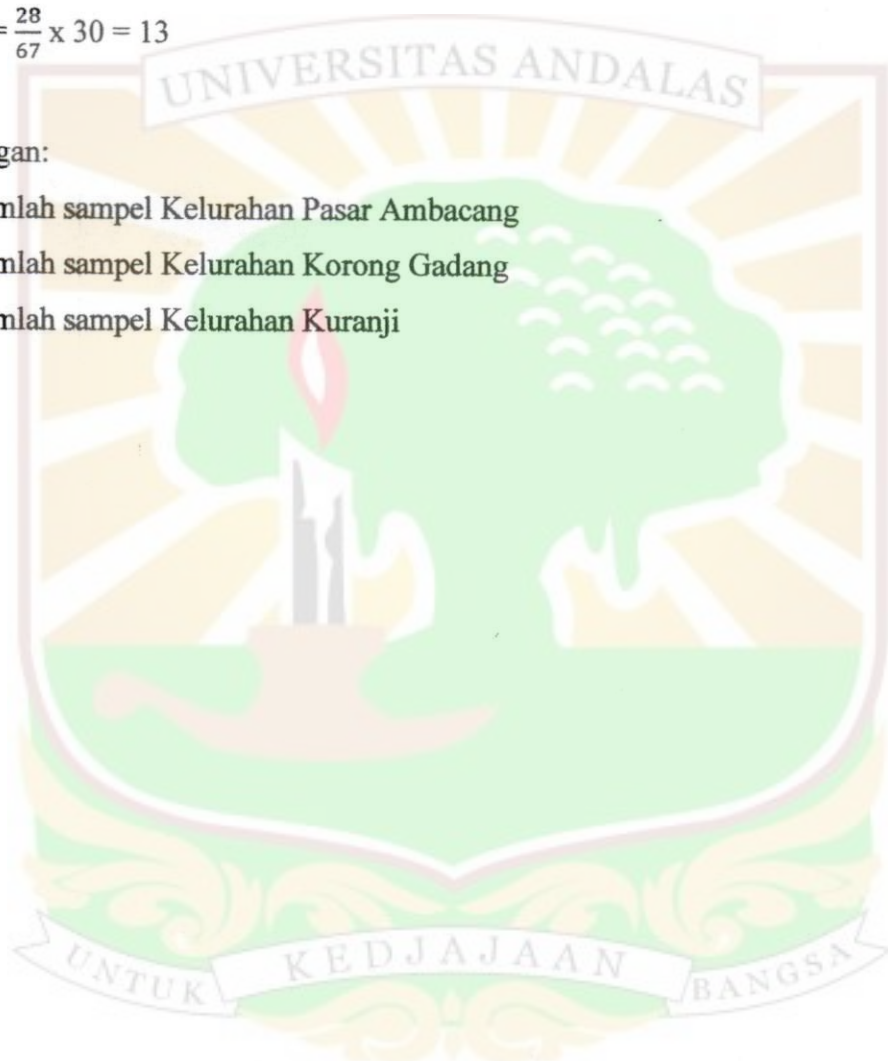 = 28/67 x 30 = 13
UNIVERSITAS ANDALAS
gan:
mlah sampel Kelurahan Pasar Ambacang
mlah sampel Kelurahan Korong Gadang
mlah sampel Kelurahan Kuranji
UNTUK KEDJAJAAN BANGSA